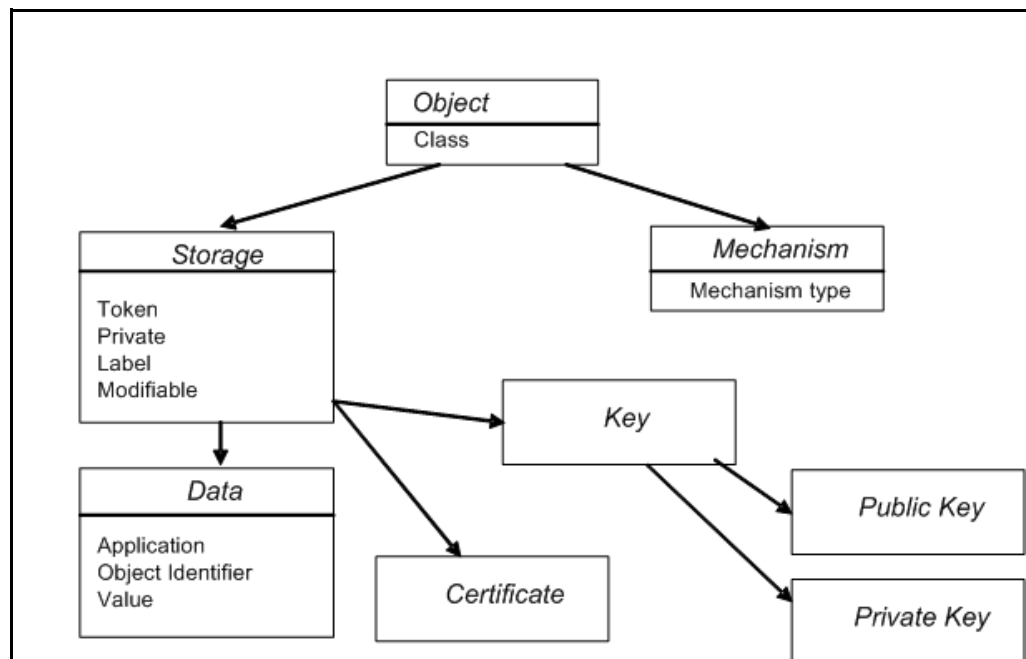 Object
Class
Storage
Token
Private
Label
Modifiable
Mechanism
Mechanism type
Key
Data
Application
Object Identifier
Value
Certificate
Public Key
Private Key